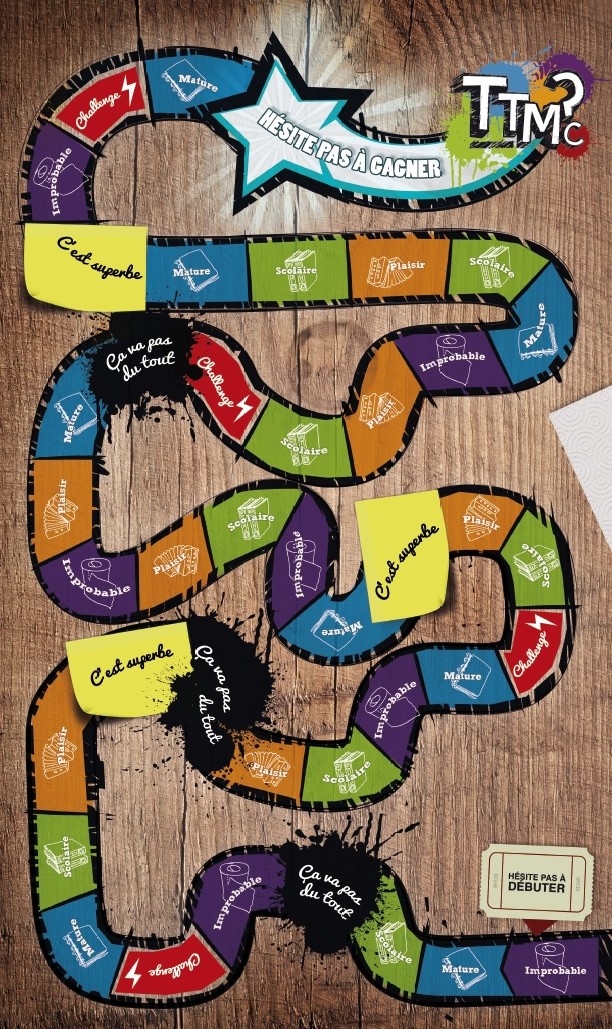 Challenge
Mature
HÉSITE PAS À GAGNER
TTMC?
Improbable
C'est superbe
Mature
Scolaire
Plaisir
Scolaire
Mature
Improbable
Plaisir
Scolaire
Challenge
Ça va pas
du tout
Mature
Plaisir
Improbable
Plaisir
Scolaire
Improbable
Mature
C'est superbe
Plaisir
Scolaire
Challenge
Mature
Improbable
Scolaire
Plaisir
Ça va pas
du tout
C'est superbe
Plaisir
Scolaire
Mature
Challenge
Improbable
Ça va pas
du tout
Scolaire
Mature
Improbable
HÉSITE PAS À
DÉBUTER